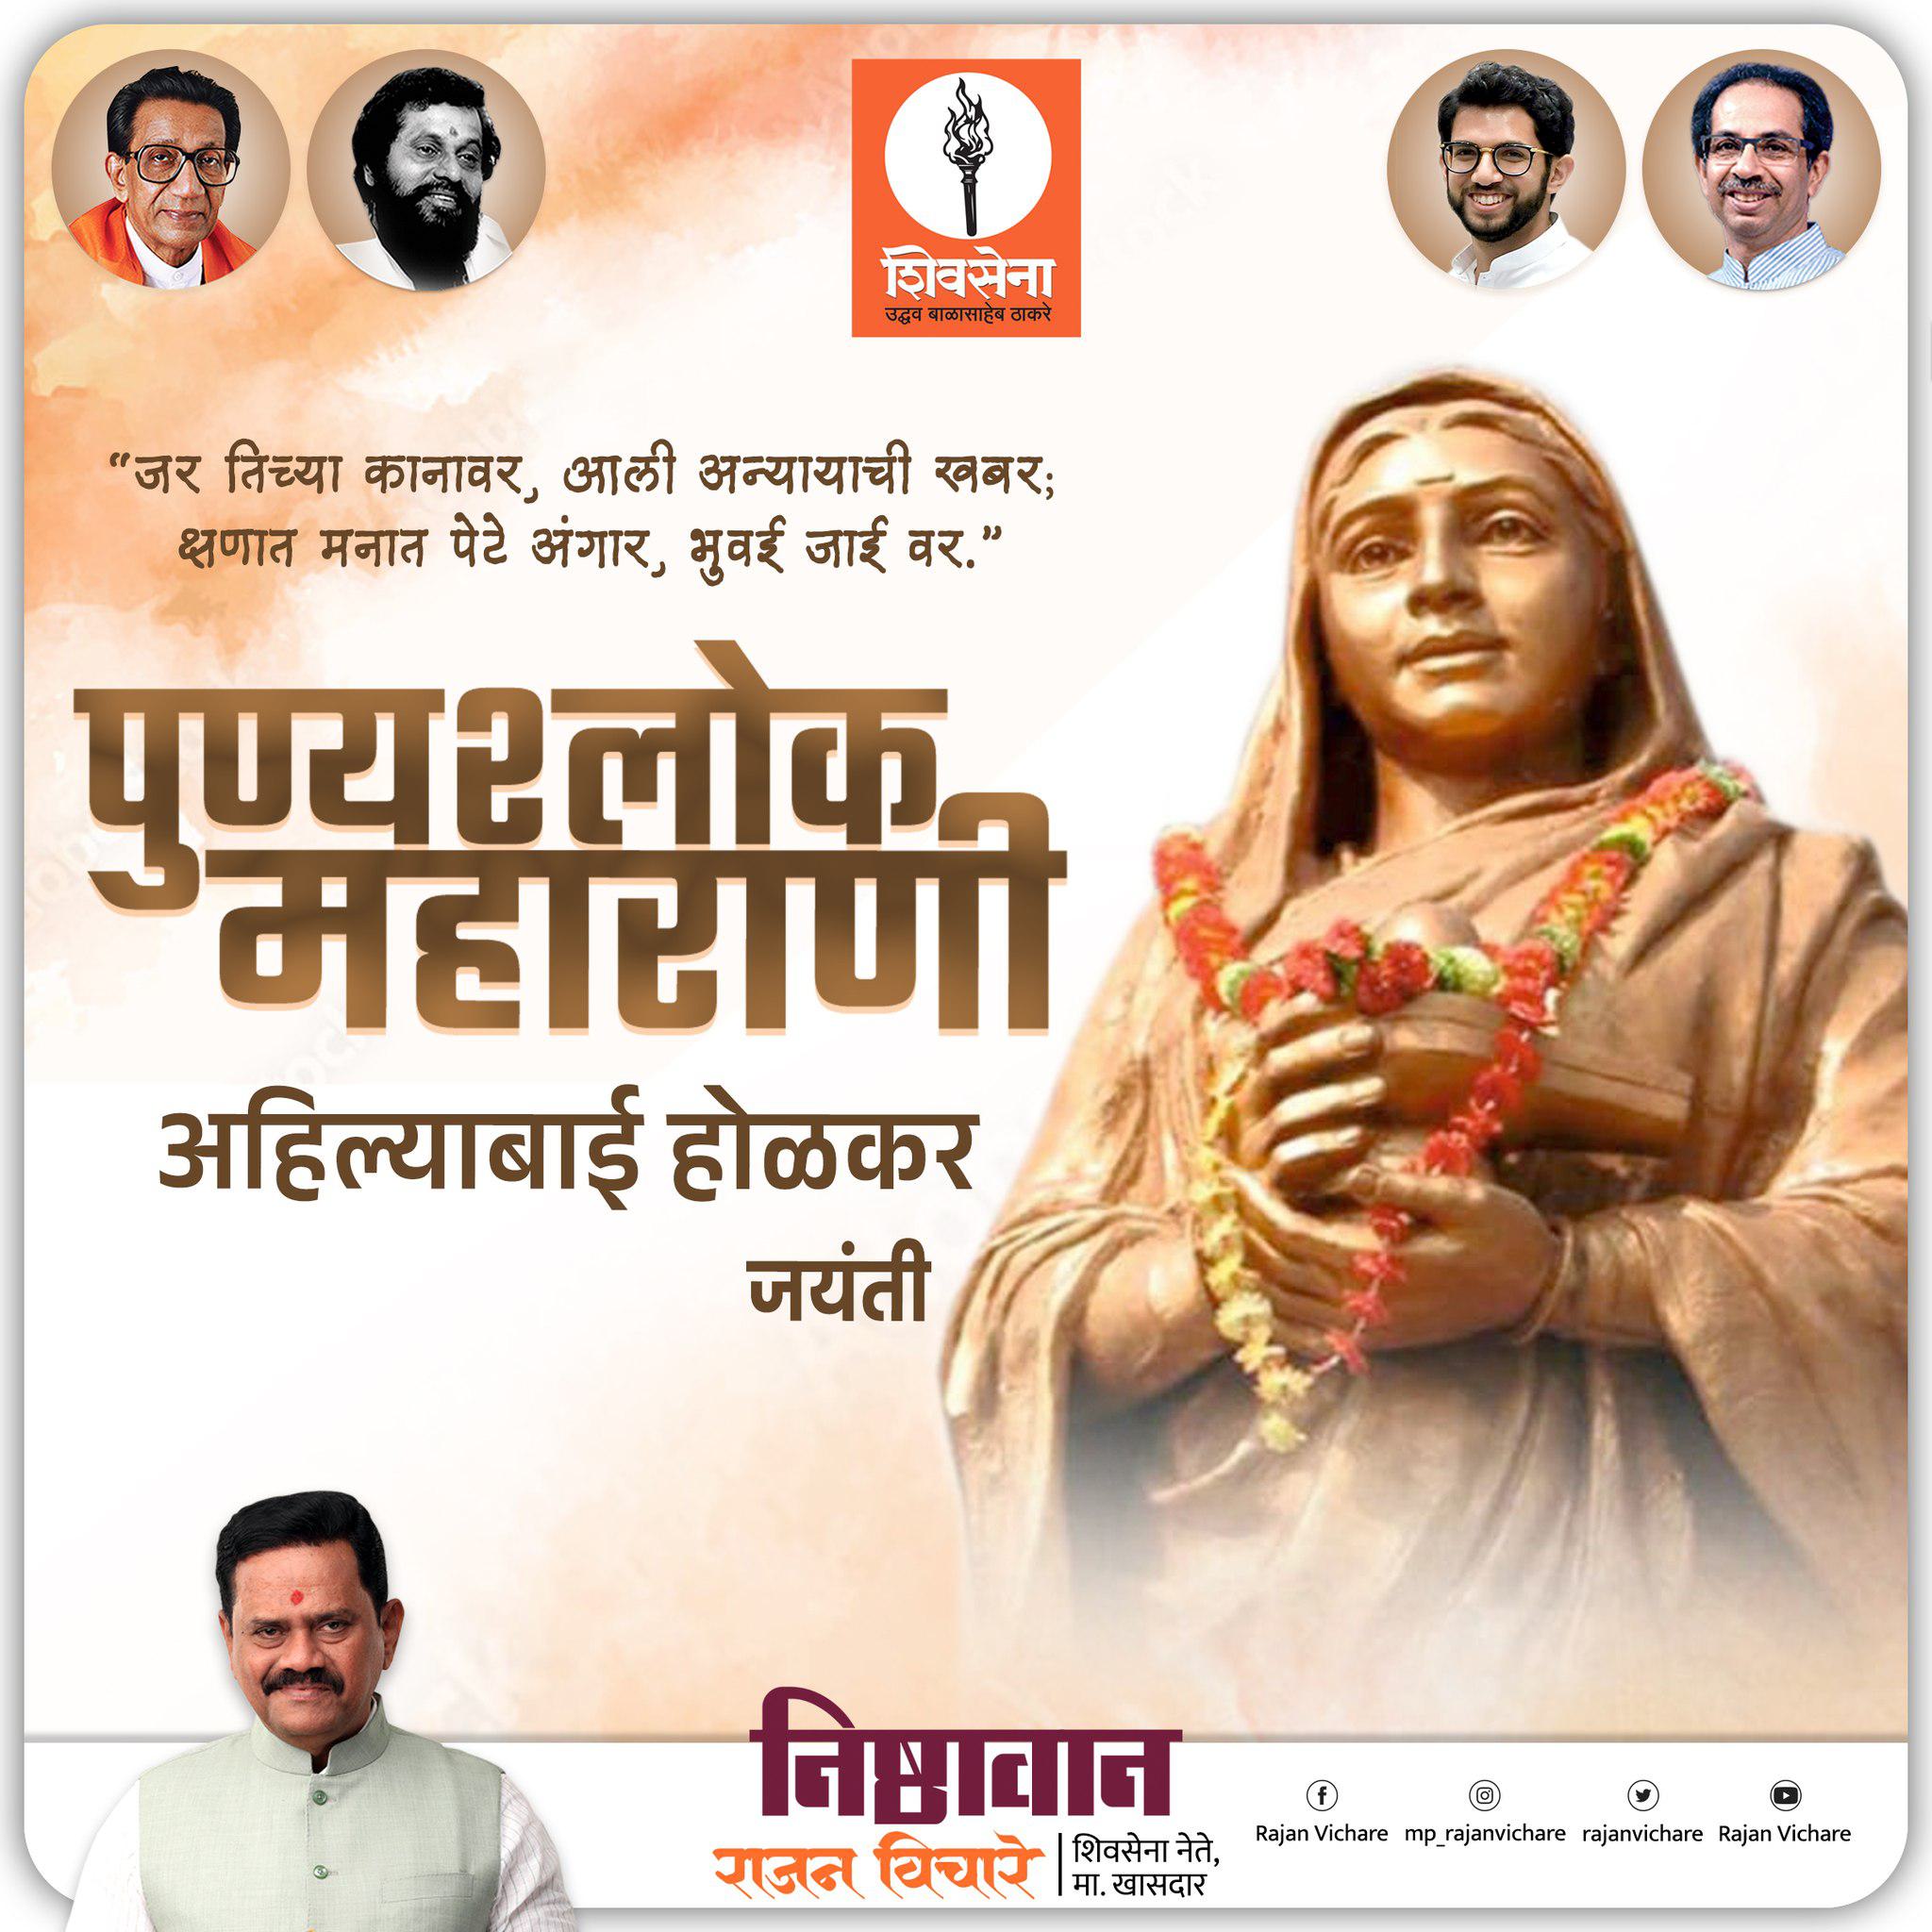 शिवसेना
उद्धव बाळासाहेब ठाकरे
“जर तिच्या कानावर, आली अन्यायाची खबर;
क्षणात मनात पेटे अंगार, भुवई जाई वर.”
पुण्यश्लोक
महाराणी
अहिल्याबाई होळकर
जयंती
निष्ठावान
राजन विचारे
शिवसेना नेते,
मा. खासदार
Rajan Vichare mp_rajanvichare rajanvichare Rajan Vichare